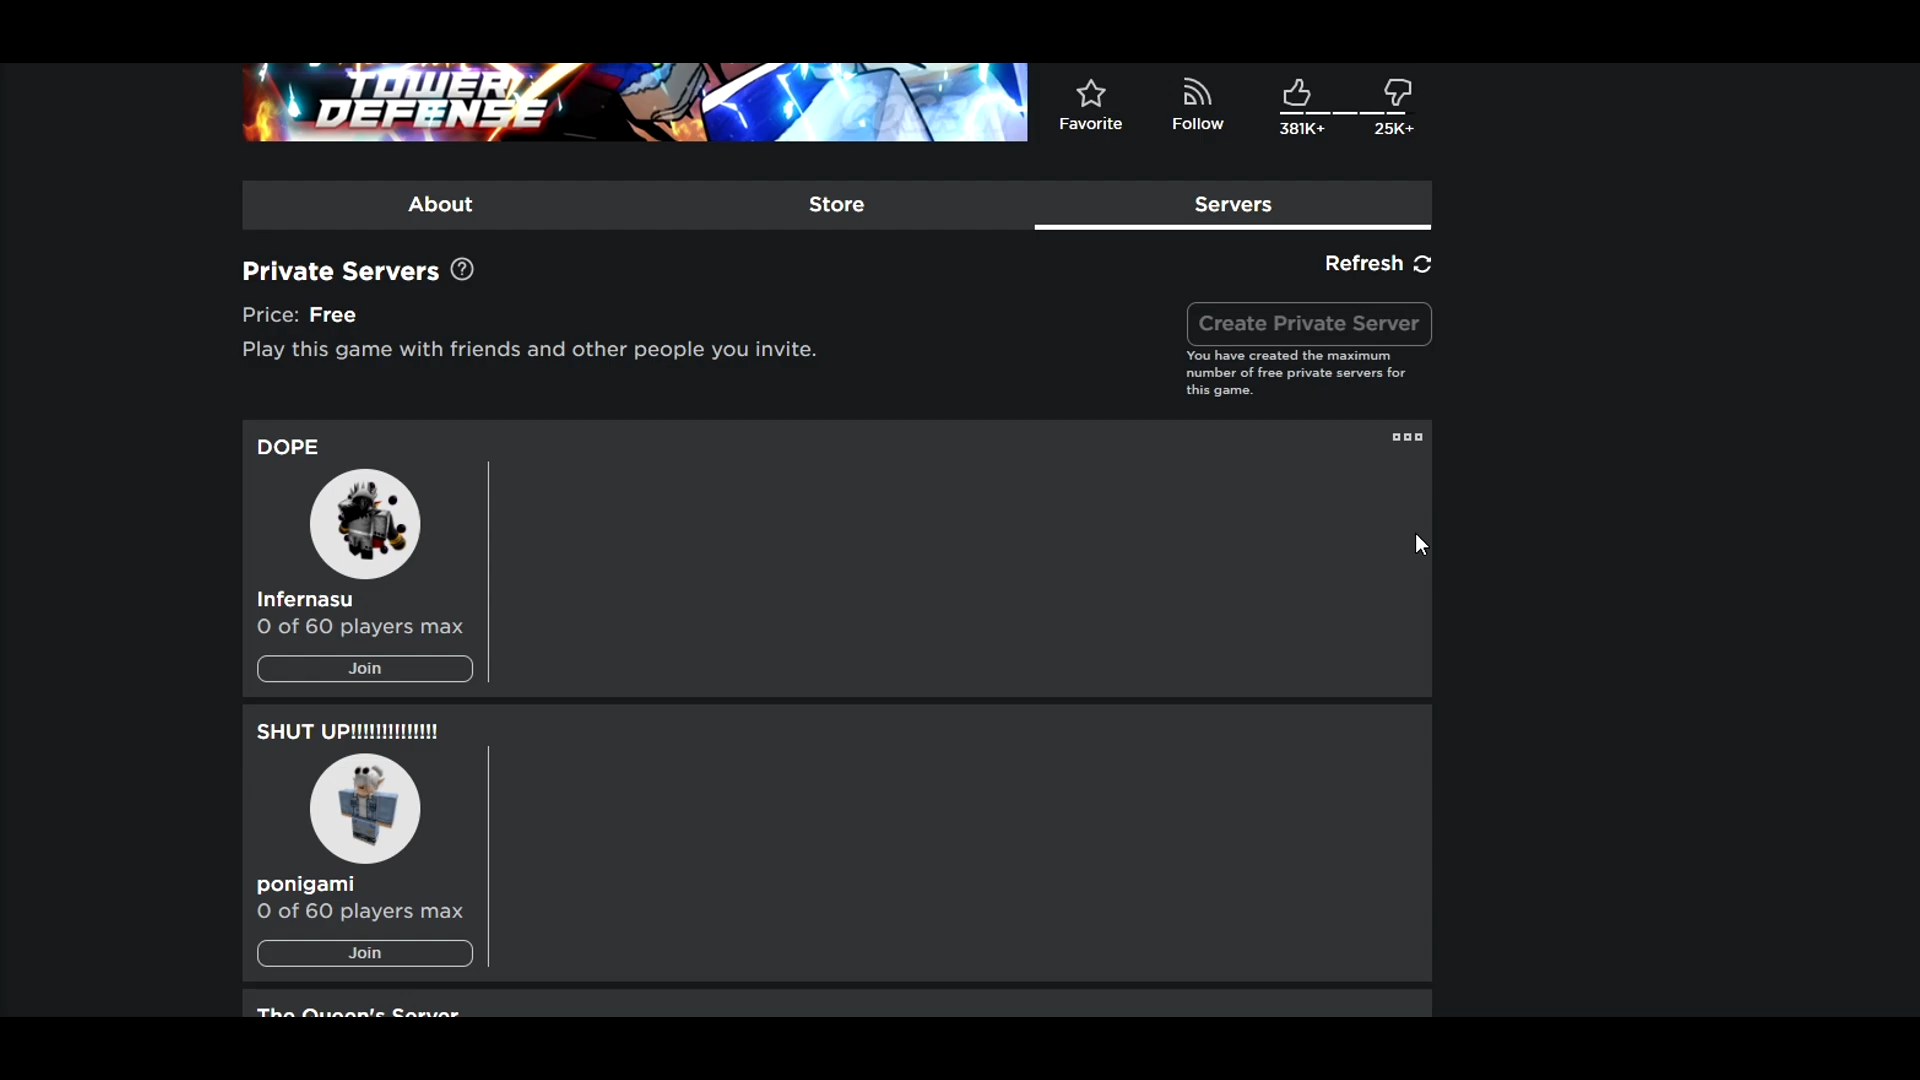 TOWER
DEFENSE
Favorite
Follow
381K+
25K+
About
Store
Servers
Private Servers
Refresh
Price: Free
Play this game with friends and other people you invite.
Create Private Server
You have created the maximum
number of free private servers for
this game.
DOPE
Infernasu
0 of 60 players max
Join
SHUT UP!!!!!!!!!!!!!!
ponigami
0 of 60 players max
Join
The Queen's Server